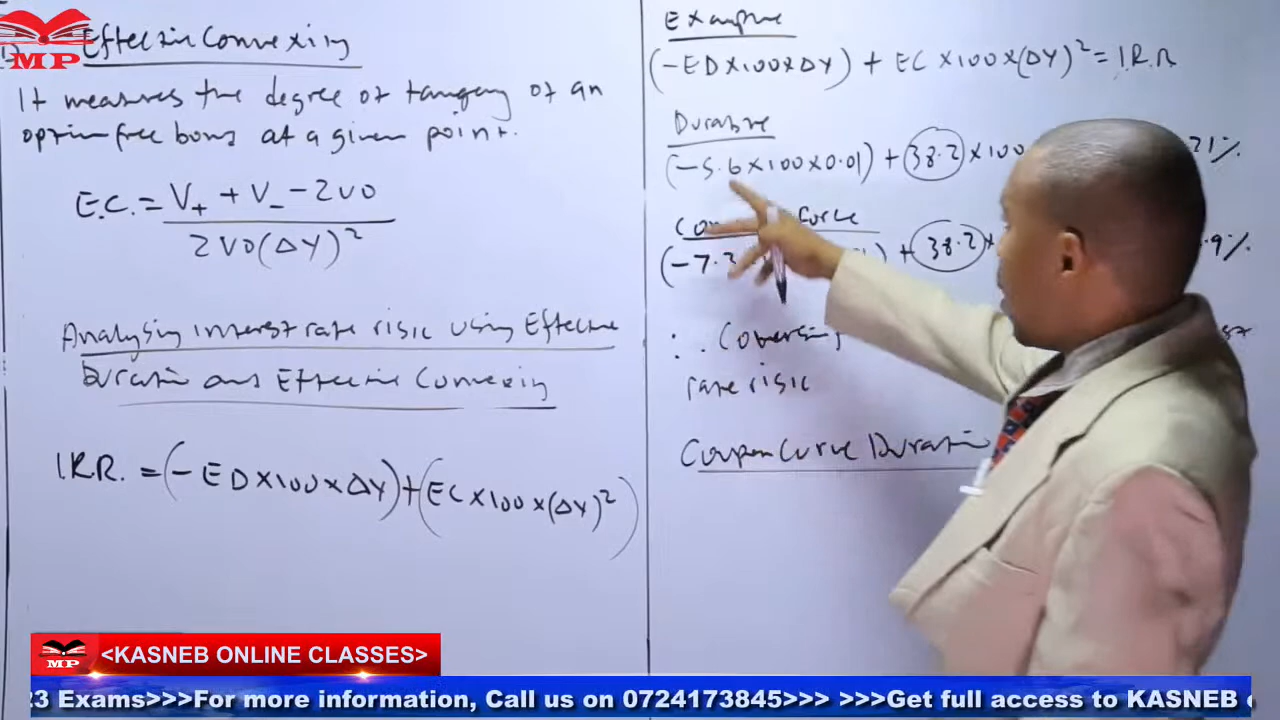 MP
Effective Convexity
It measures the degree of tangency of an
option free bond at a given point.
E.C. = V+ + V- - 2V0
2V0(ΔY)²
Analysing interest rate risk using Effective
Duration and Effective Convexity
I.R.R. = (-ED×100×ΔY)+(EC×100×(ΔY)²)
Example
(-ED×100×ΔY) + EC×100×(ΔY)² = I.R.R
(-5.6×100×0.01) + 38.2 ×100 21%
(-7.2 + 38.2× .9%
∴
rate risk
Coupon Curve Duration
MP <KASNEB ONLINE CLASSES>
23 Exams>>>For more information, Call us on 0724173845>>> >>>Get full access to KASNEB